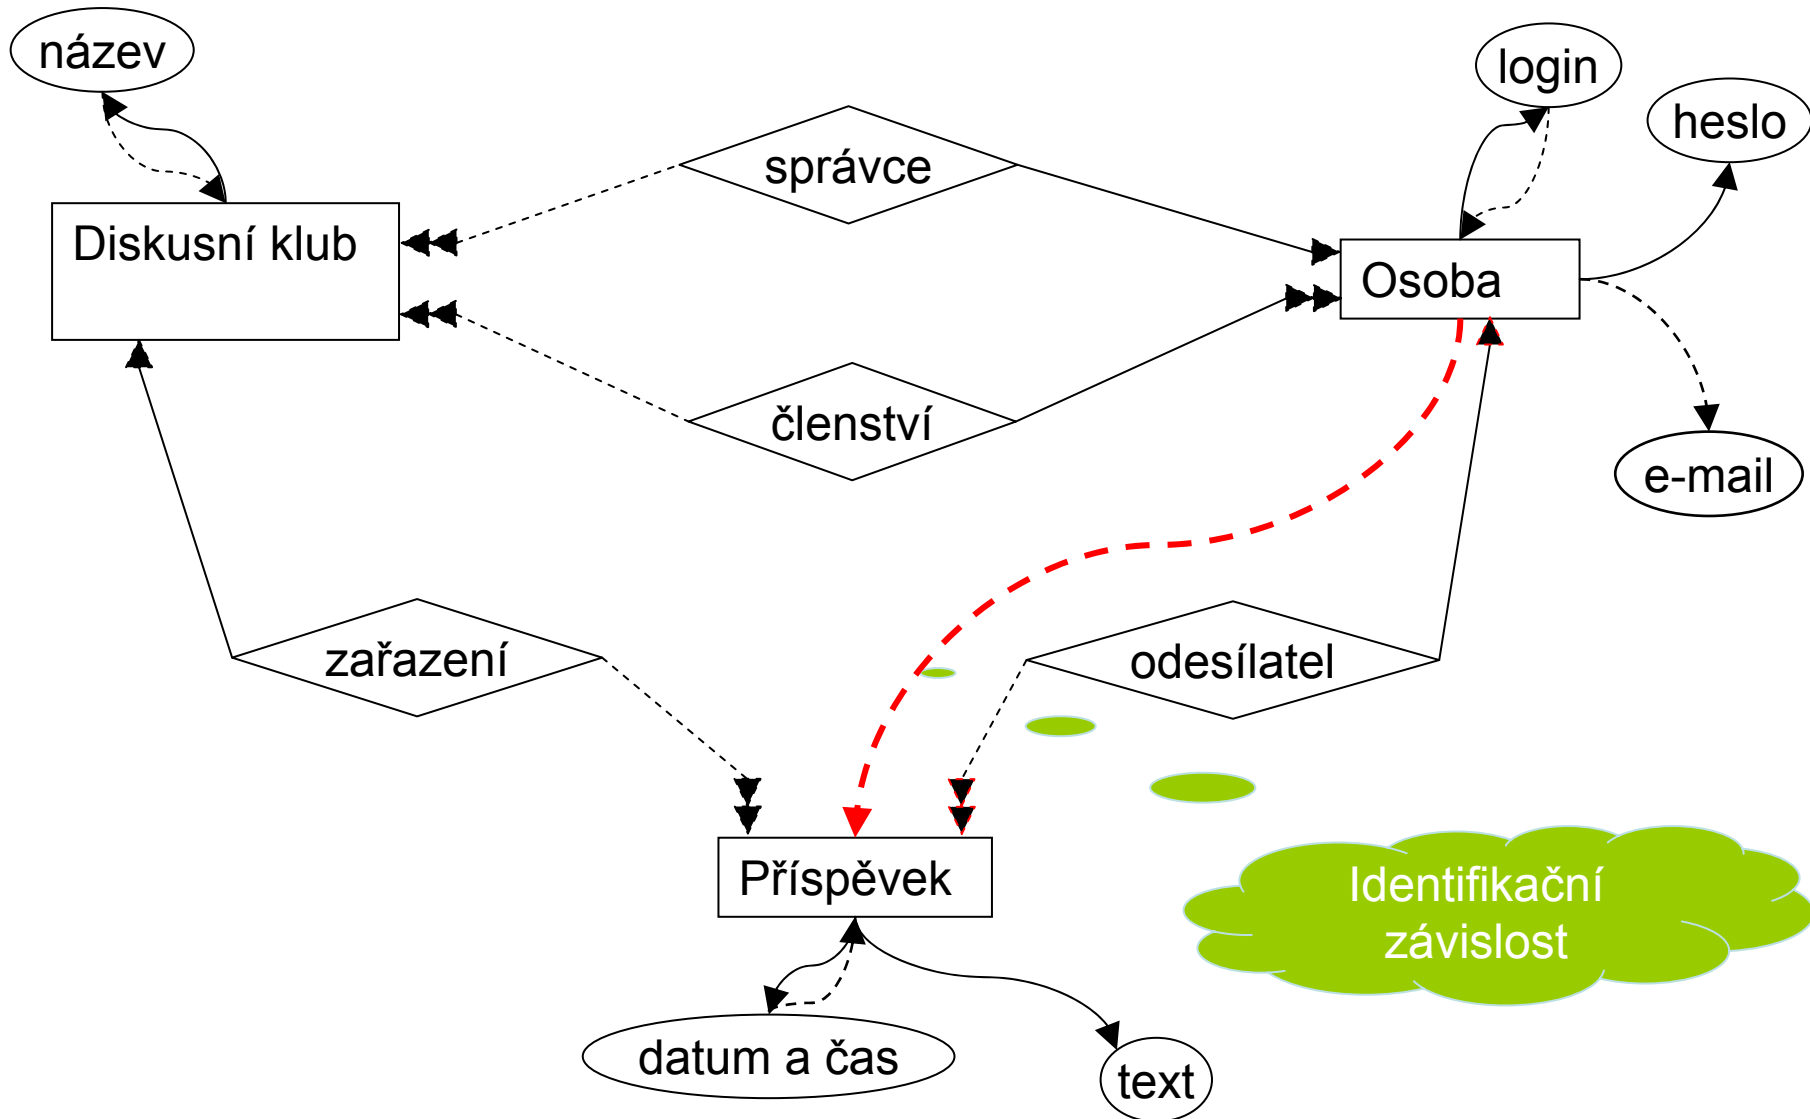 název
login
heslo
správce
Diskusní klub
Osoba
členství
e-mail
zařazení
odesílatel
Příspěvek
Identifikační
závislost
datum a čas
text